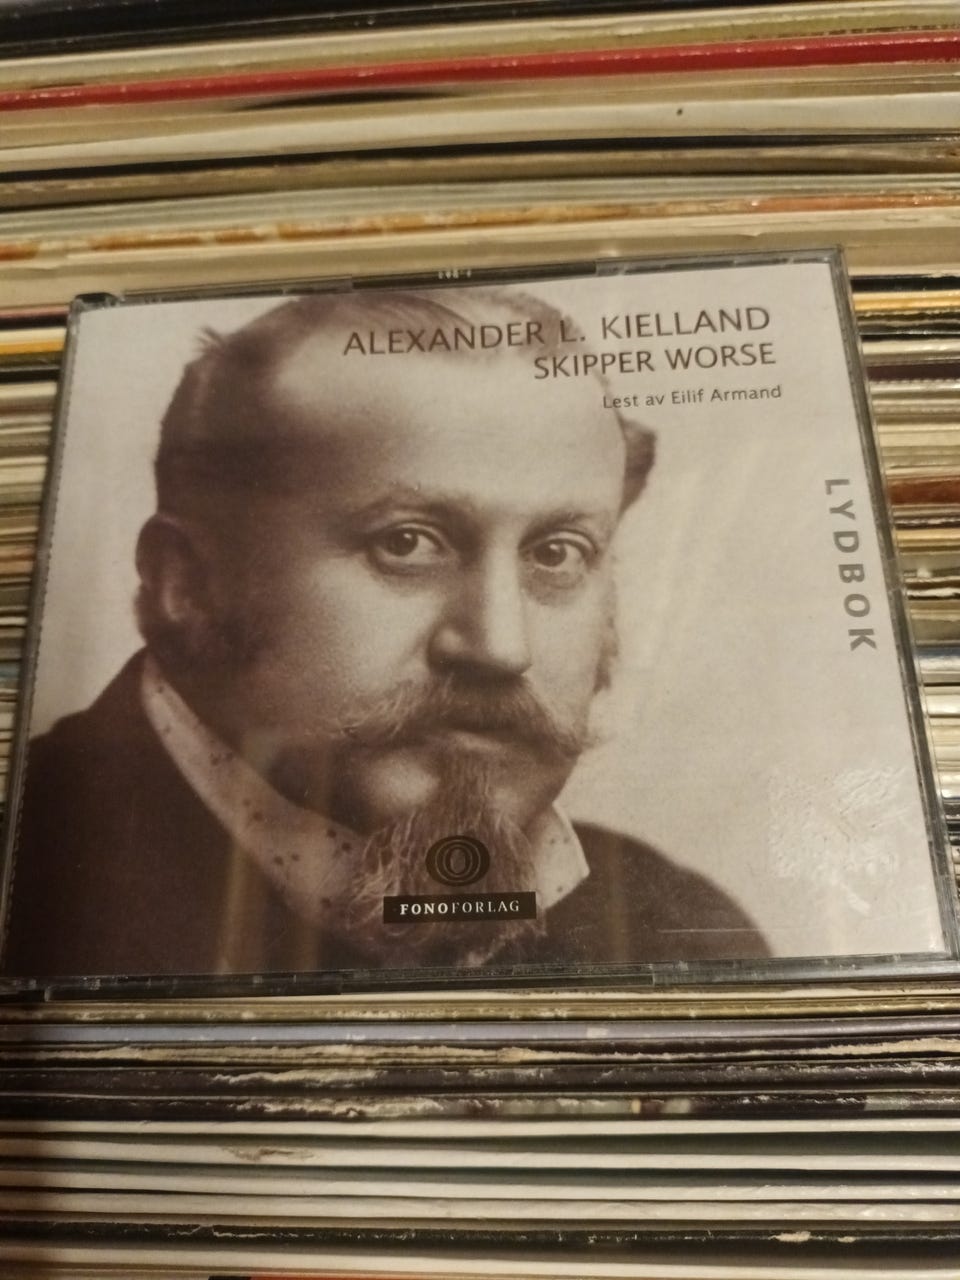 ALEXANDER L. KIELLAND
SKIPPER WORSE
Lest av Eilif Armand
LYDBOK
FONOFORLAG